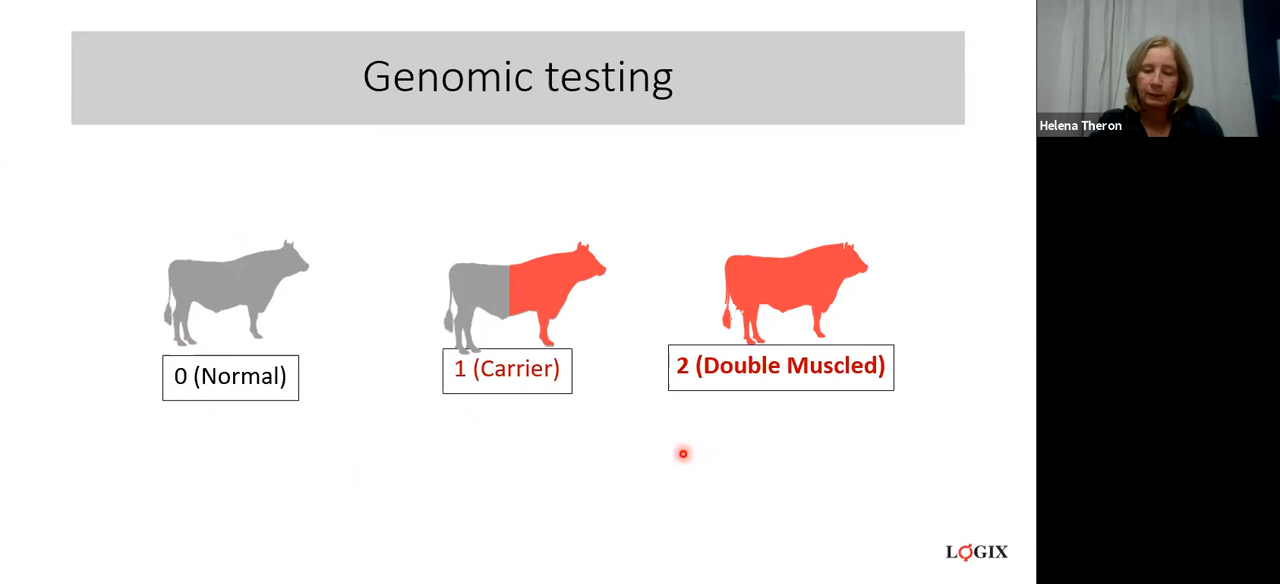 Genomic testing
0 (Normal)
1 (Carrier)
2 (Double Muscled)
LOGIX
Helena Theron